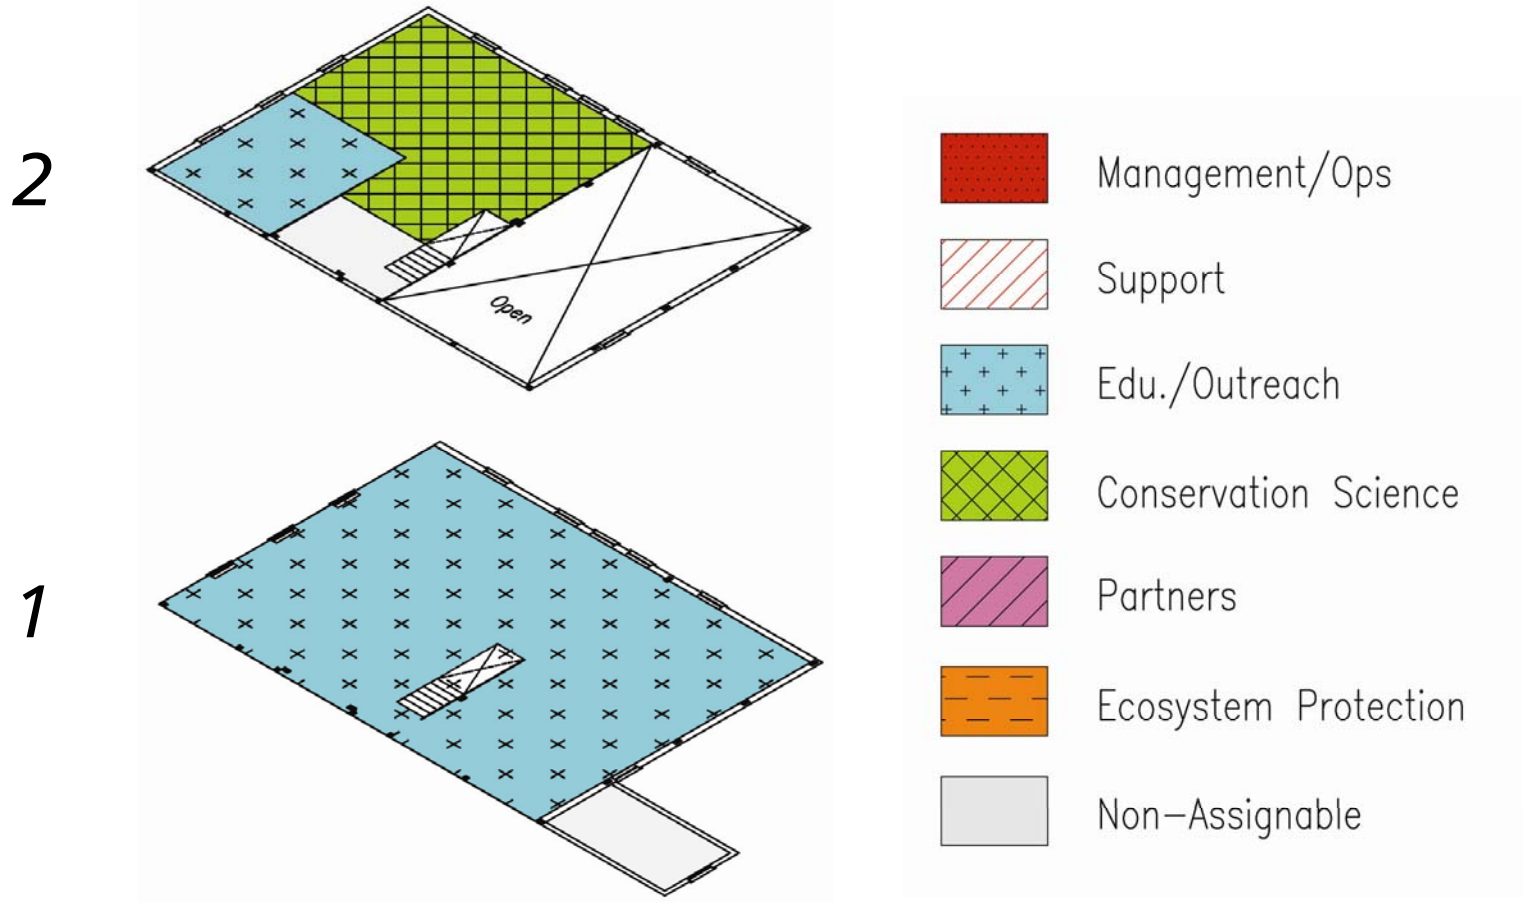 2
Open
1
Management/Ops
Support
Edu./Outreach
Conservation Science
Partners
Ecosystem Protection
Non-Assignable